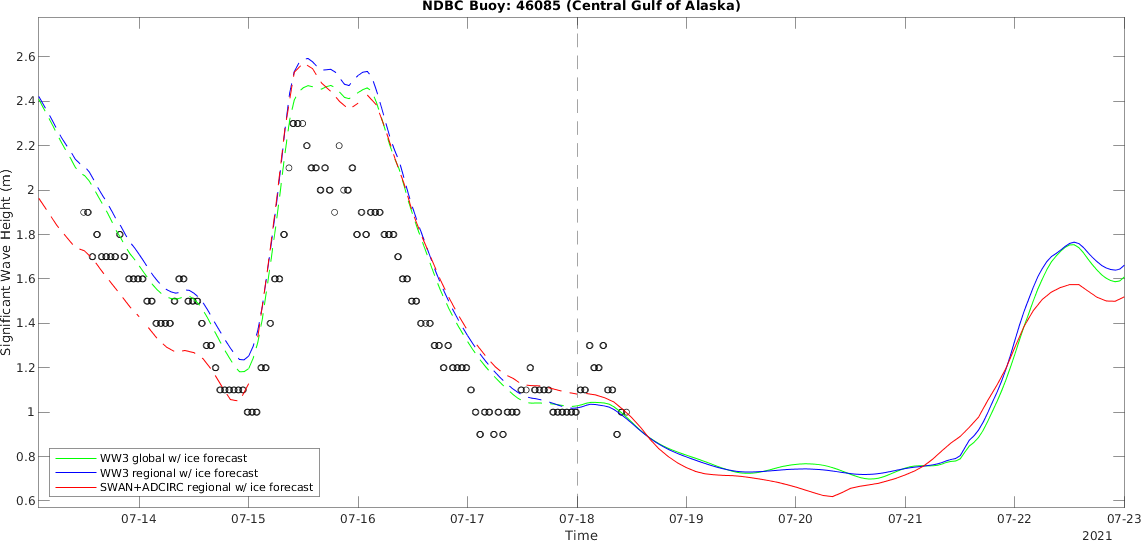 NDBC Buoy: 46085 (Central Gulf of Alaska)
Significant Wave Height (m)
2.6
2.4
2.2
2
1.8
1.6
1.4
1.2
1
0.8
0.6
WW3 global w/ ice forecast
WW3 regional w/ ice forecast
SWAN+ADCIRC regional w/ ice forecast
07-14 07-15 07-16 07-17 07-18 07-19 07-20 07-21 07-22 07-23
Time
2021